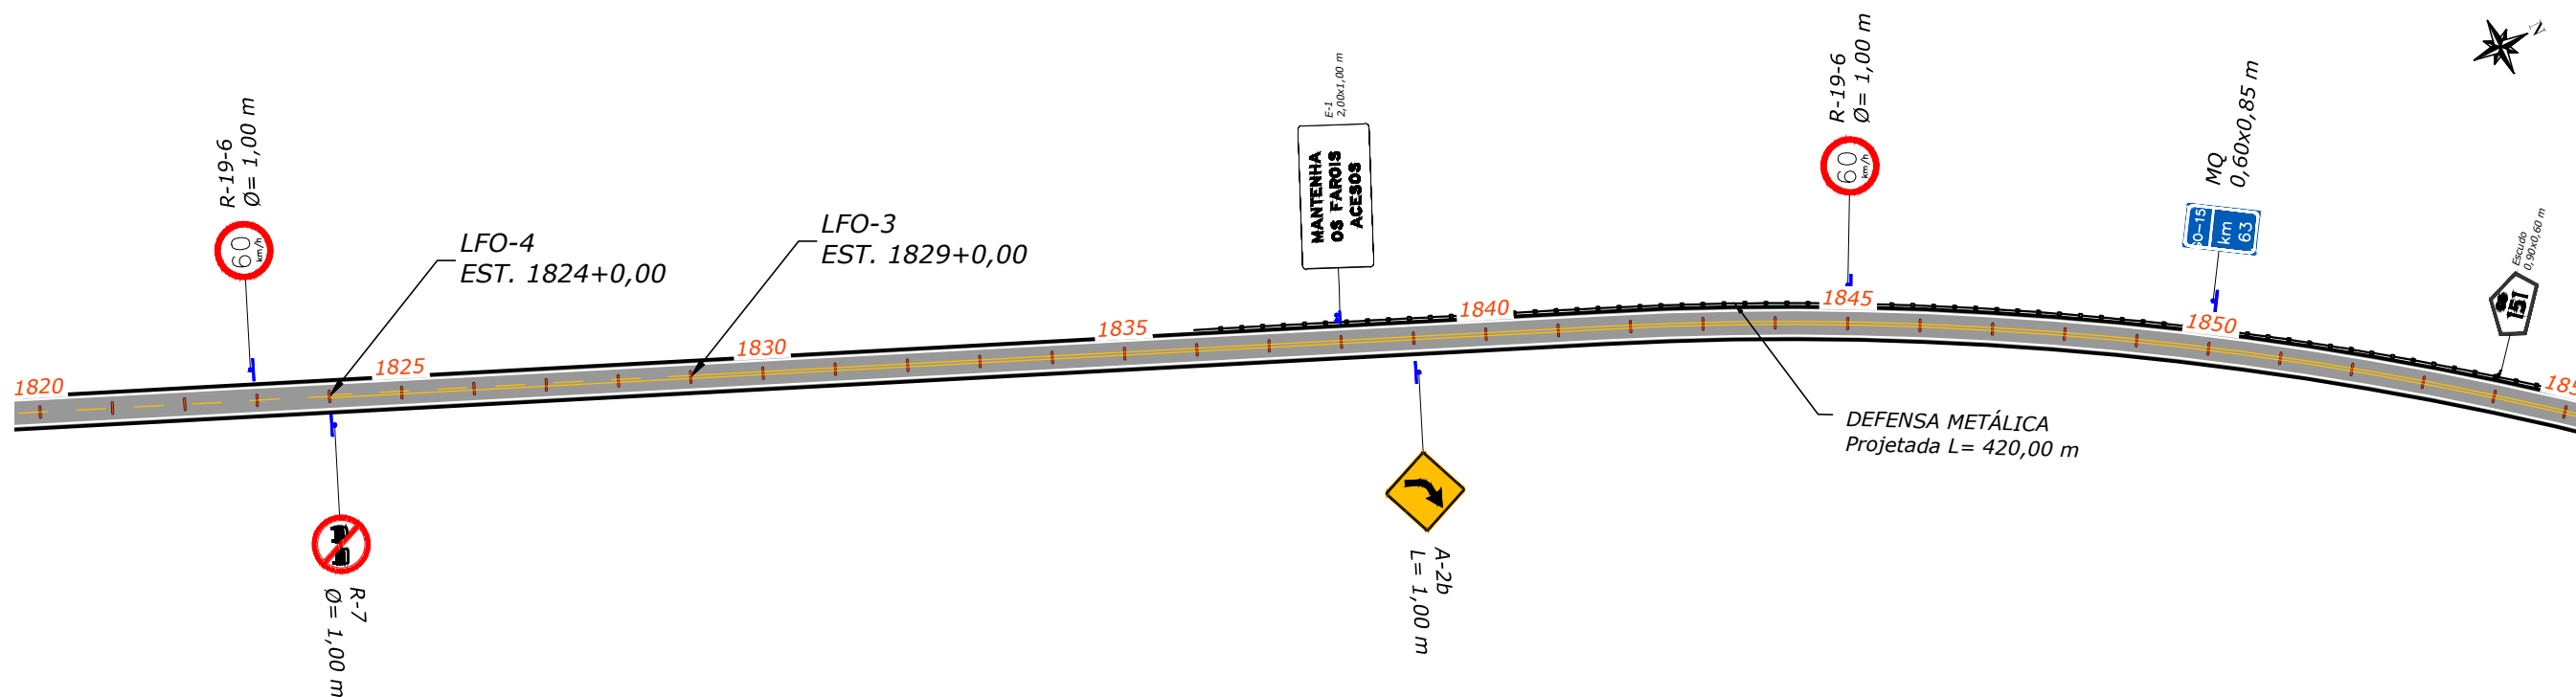 R-19-6
Ø= 1,00 m
60
km/h
1820
LFO-4
EST. 1824+0,00
1825
R-7
Ø= 1,00 m
LFO-3
EST. 1829+0,00
1830
1835
E-1
2,00x1,00 m
MANTENHA
OS FAROIS
ACESOS
1840
A-2b
L= 1,00 m
R-19-6
Ø= 1,00 m
60
km/h
1845
DEFENSA METÁLICA
Projetada L= 420,00 m
MQ
0,60x0,85 m
km
63
1850
Escudo
0,90x0,60 m
151
N